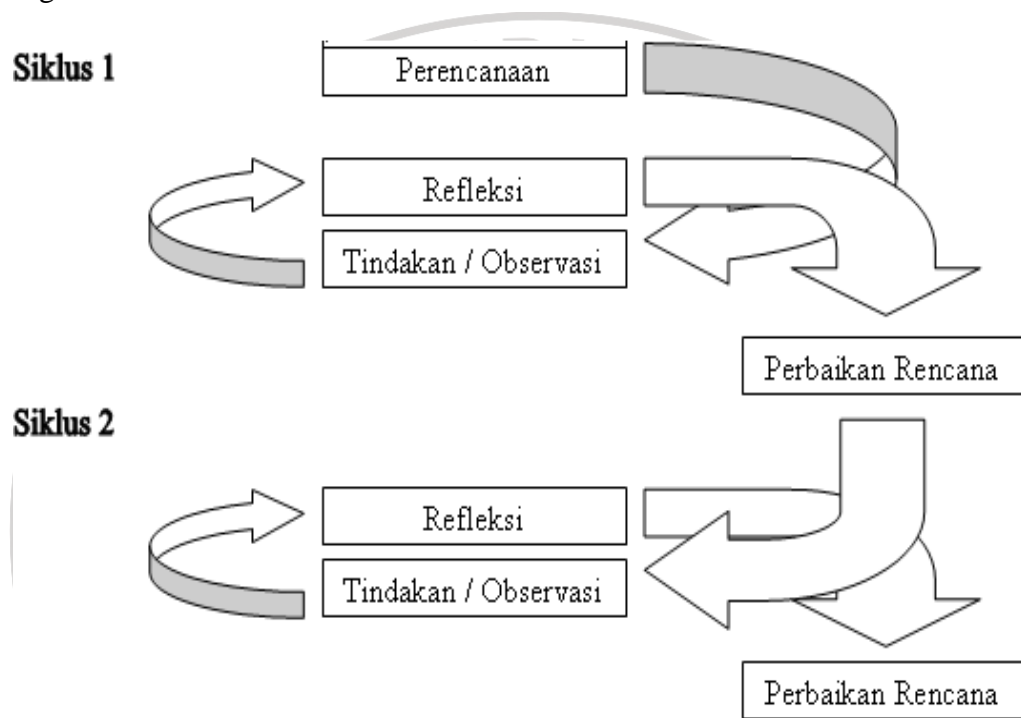 Siklus 1
Perencanaan
Refleksi
Tindakan / Observasi
Perbaikan Rencana
Siklus 2
Refleksi
Tindakan / Observasi
Perbaikan Rencana